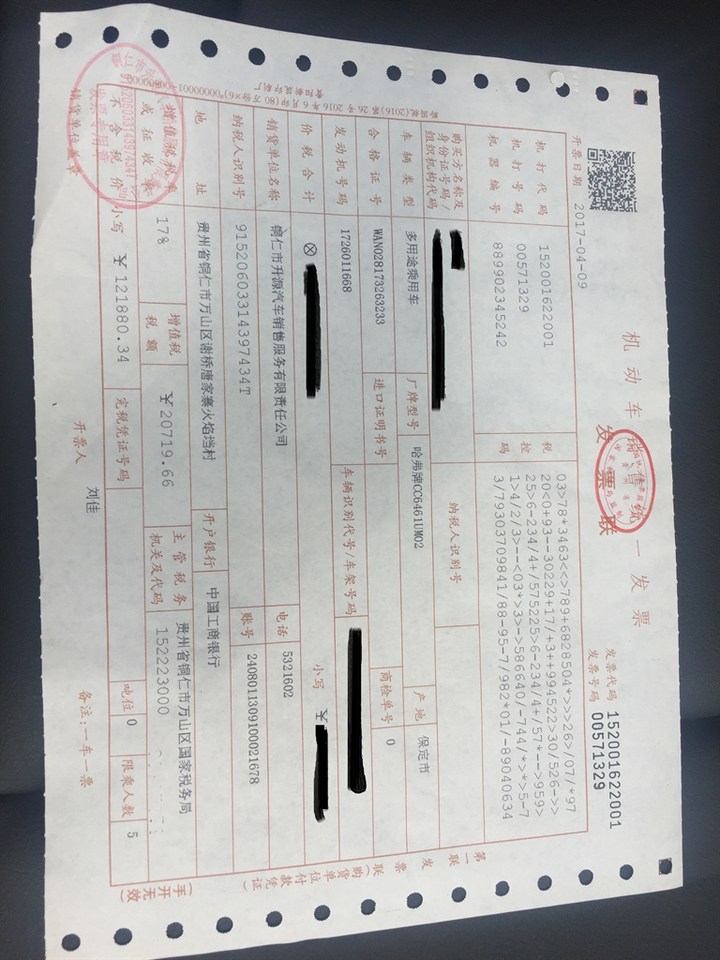 机动车销售统一发票
发票联
发票代码 152001622001
发票号码 00571329
开票日期 2017-04-09
机打代码 152001622001
机打号码 00571329
机器编号 889902345242
税控码
03>78*3463<<>789+6828504*>>>26>/07/*97
20<0+93--30229+17/+3++994522>30/526->>
25>6-234/4+/575225>6-234/4+/57*-->959>
1>4/2/3>--<03*>3>->586640/-744/*>*>5-7
3/79303709841/88-95-7/982*01/-89040634
购买方名称及身份证号码/组织机构代码
纳税人识别号
车辆类型 多用途乘用车 厂牌型号 哈弗牌CC6461UM02 产地 保定市
合格证号 WAN028173263233 进口证明书号 商检单号 0
发动机号码 1726011668 车辆识别代号/车架号码
价税合计 ⊗ 小写 ¥
销货单位名称 铜仁市升源汽车销售服务有限责任公司 电话 5321602
纳税人识别号 91520603314397434T 账号 2408011309100021678
地址 贵州省铜仁市万山区谢桥唐家寨火焰垱村 开户银行 中国工商银行
增值税税率或征收率 17% 增值税税额 ¥20719.66 主管税务机关及代码 贵州省铜仁市万山区国家税务局
152223000
不含税价 小写 ¥121880.34 完税凭证号码 吨位 0 限乘人数 5
销货单位盖章 开票人 刘佳 备注:一车一票
第一联 发票联(购货单位付款凭证)
(手开无效)
91520603314397434T
发票专用章